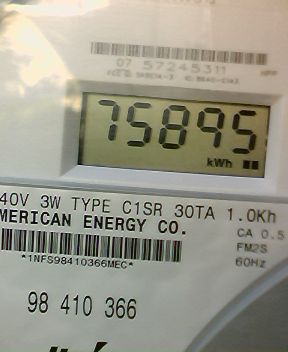 07 57245311
75895
kWh
40V 3W TYPE C1SR 30TA 1.0Kh
MERICAN ENERGY CO.
CA 0.5
FM2S
60Hz
*1NFS98410366MEC*
98 410 366